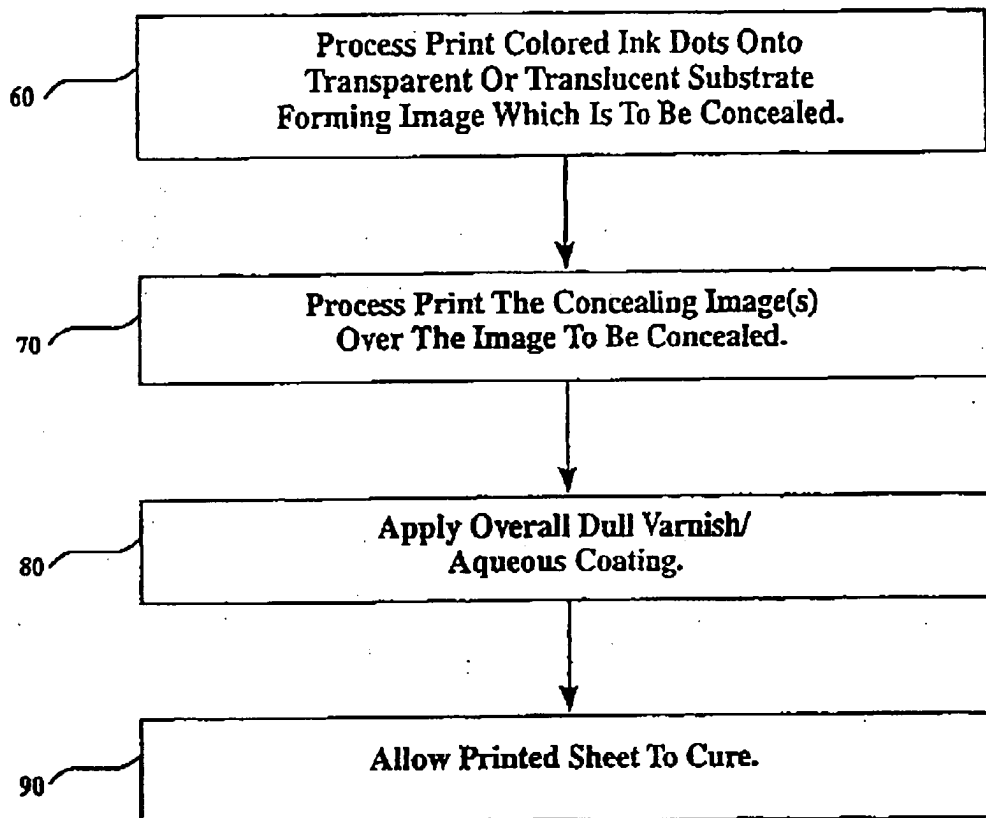 Process Print Colored Ink Dots Onto
Transparent Or Translucent Substrate
Forming Image Which Is To Be Concealed.
60
Process Print The Concealing Image(s)
Over The Image To Be Concealed.
70
Apply Overall Dull Varnish/
Aqueous Coating.
80
Allow Printed Sheet To Cure.
90